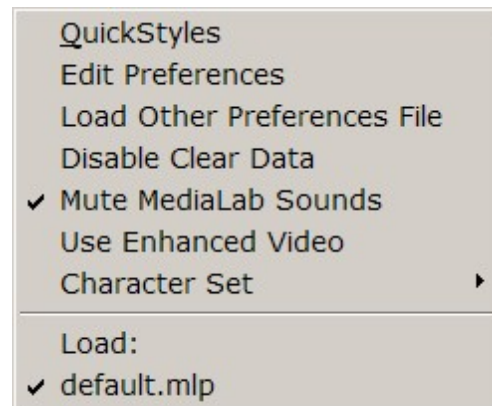 QuickStyles
Edit Preferences
Load Other Preferences File
Disable Clear Data
Mute MediaLab Sounds
Use Enhanced Video
Character Set
Load:
default.mlp